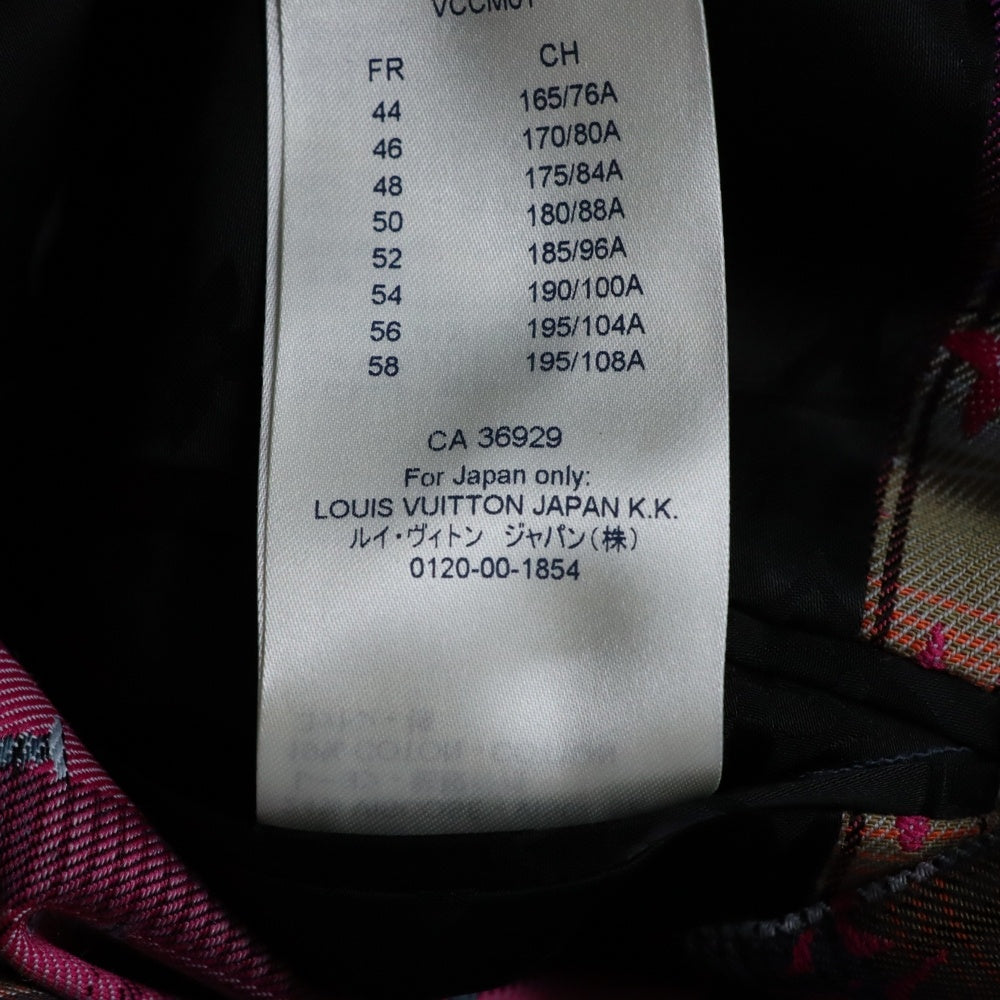 VCCM01
FR CH
44 165/76A
46 170/80A
48 175/84A
50 180/88A
52 185/96A
54 190/100A
56 195/104A
58 195/108A
CA 36929
For Japan only:
LOUIS VUITTON JAPAN K.K.
ルイ・ヴィトン ジャパン(株)
0120-00-1854